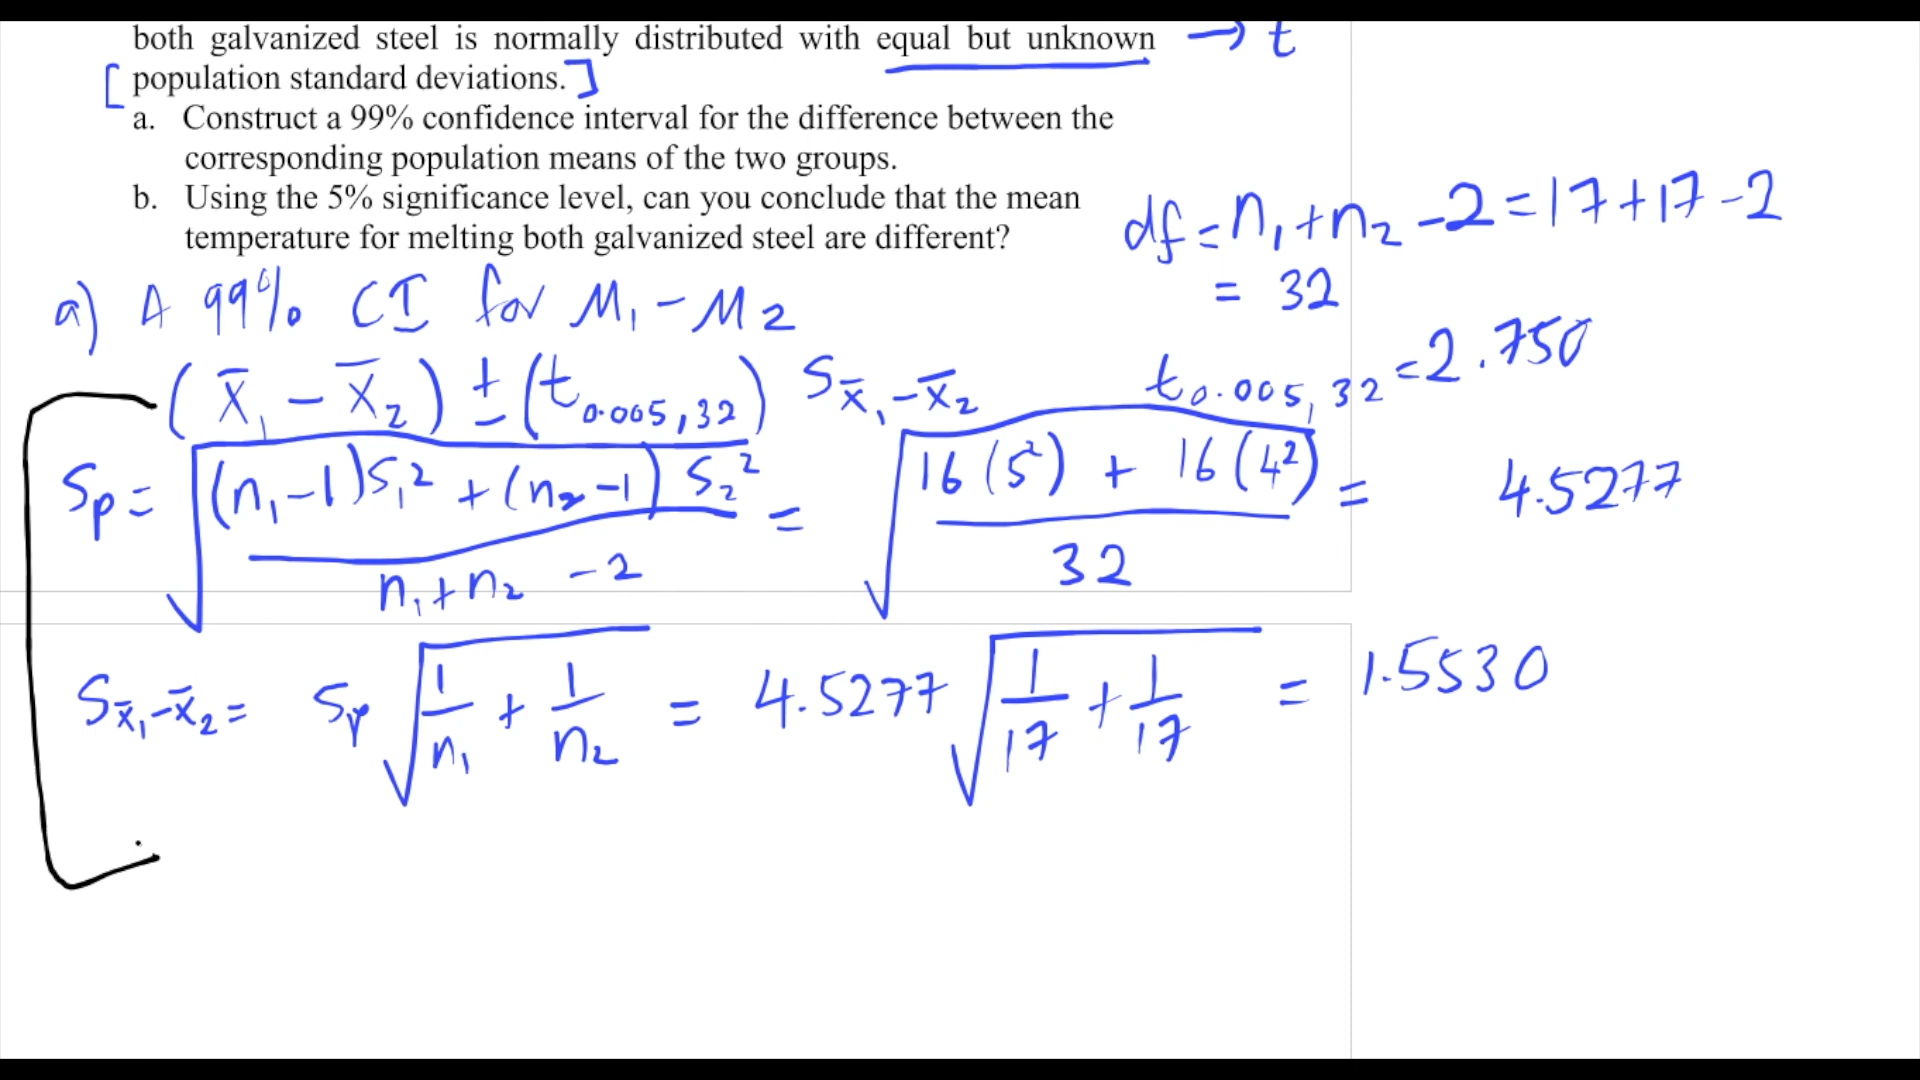 both galvanized steel is normally distributed with equal but unknown → t
[population standard deviations.]
a. Construct a 99% confidence interval for the difference between the
corresponding population means of the two groups.
b. Using the 5% significance level, can you conclude that the mean
temperature for melting both galvanized steel are different?
df = n₁ + n₂ - 2 = 17 + 17 - 2
= 32
a) A 99% CI for M₁ - M₂
t₀.₀₀₅,₃₂ = 2.750
(x̄₁ - x̄₂) ± (t₀.₀₀₅,₃₂) Sx̄₁-x̄₂
Sp = √((n₁-1)S₁² + (n₂-1)S₂² / n₁+n₂ -2) = √(16(5²) + 16(4²) / 32) = 4.5277
Sx̄₁-x̄₂ = Sp √(1/n₁ + 1/n₂) = 4.5277 √(1/17 + 1/17) = 1.5530